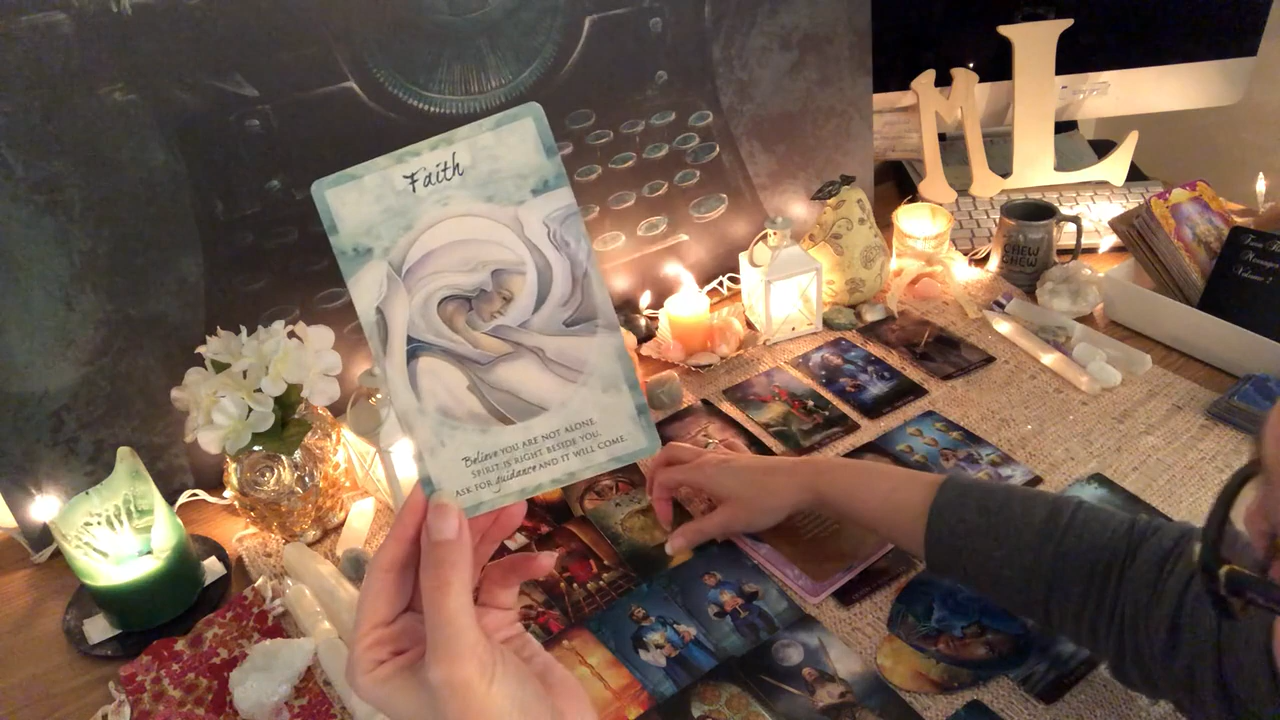 Faith
Believe YOU ARE NOT ALONE.
SPIRIT IS RIGHT BESIDE YOU.
ASK FOR guidance AND IT WILL COME.
ML
CHEW
CHEW